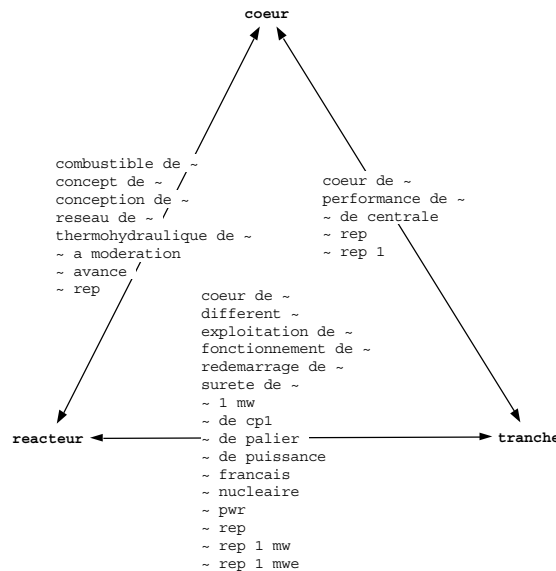 coeur
combustible de ~
concept de ~
conception de ~
reseau de ~
thermohydraulique de ~
~ a moderation
~ avance
~ rep
coeur de ~
performance de ~
~ de centrale
~ rep
~ rep 1
coeur de ~
different ~
exploitation de ~
fonctionnement de ~
redemarrage de ~
surete de ~
~ 1 mw
~ de cp1
reacteur
~ de palier
tranche
~ de puissance
~ francais
~ nucleaire
~ pwr
~ rep
~ rep 1 mw
~ rep 1 mwe